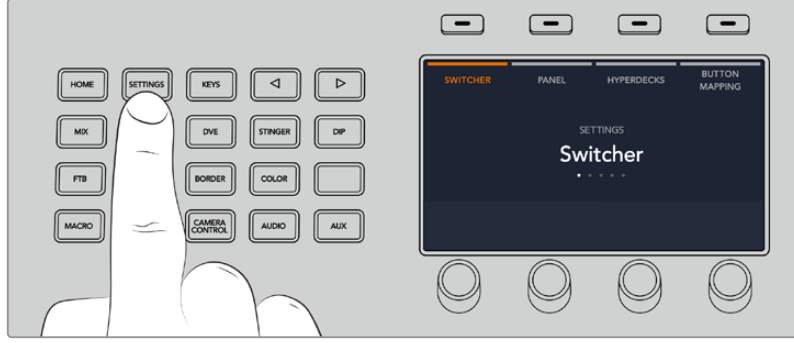 HOME
SETTINGS
KEYS
MIX
DVE
STINGER
DIP
FTB
BORDER
COLOR
MACRO
CAMERA
CONTROL
AUDIO
AUX
SWITCHER
PANEL
HYPERDECKS
BUTTON
MAPPING
SETTINGS
Switcher